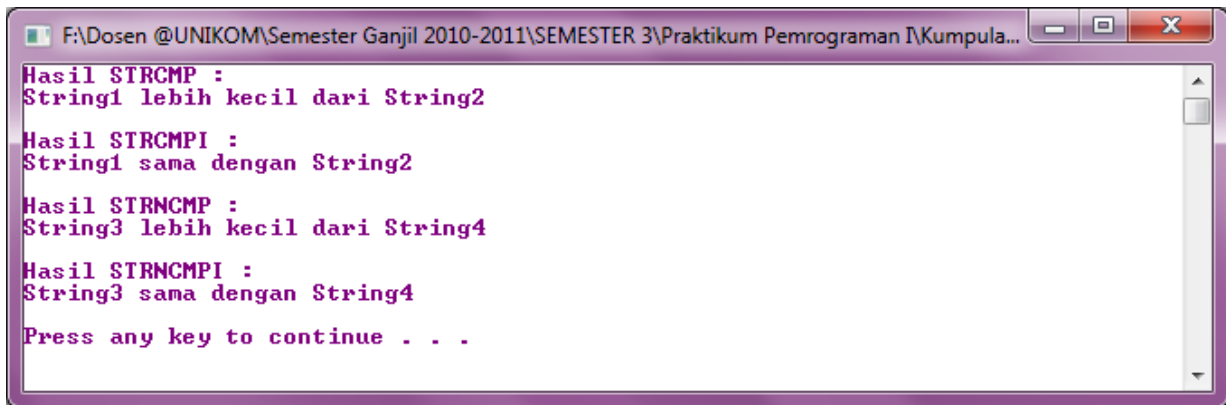 F:\Dosen @UNIKOM\Semester Ganjil 2010-2011\SEMESTER 3\Praktikum Pemrograman I\Kumpula...
Hasil STRCMP :
String1 lebih kecil dari String2
Hasil STRCMPI :
String1 sama dengan String2
Hasil STRNCMP :
String3 lebih kecil dari String4
Hasil STRNCMPI :
String3 sama dengan String4
Press any key to continue . . .